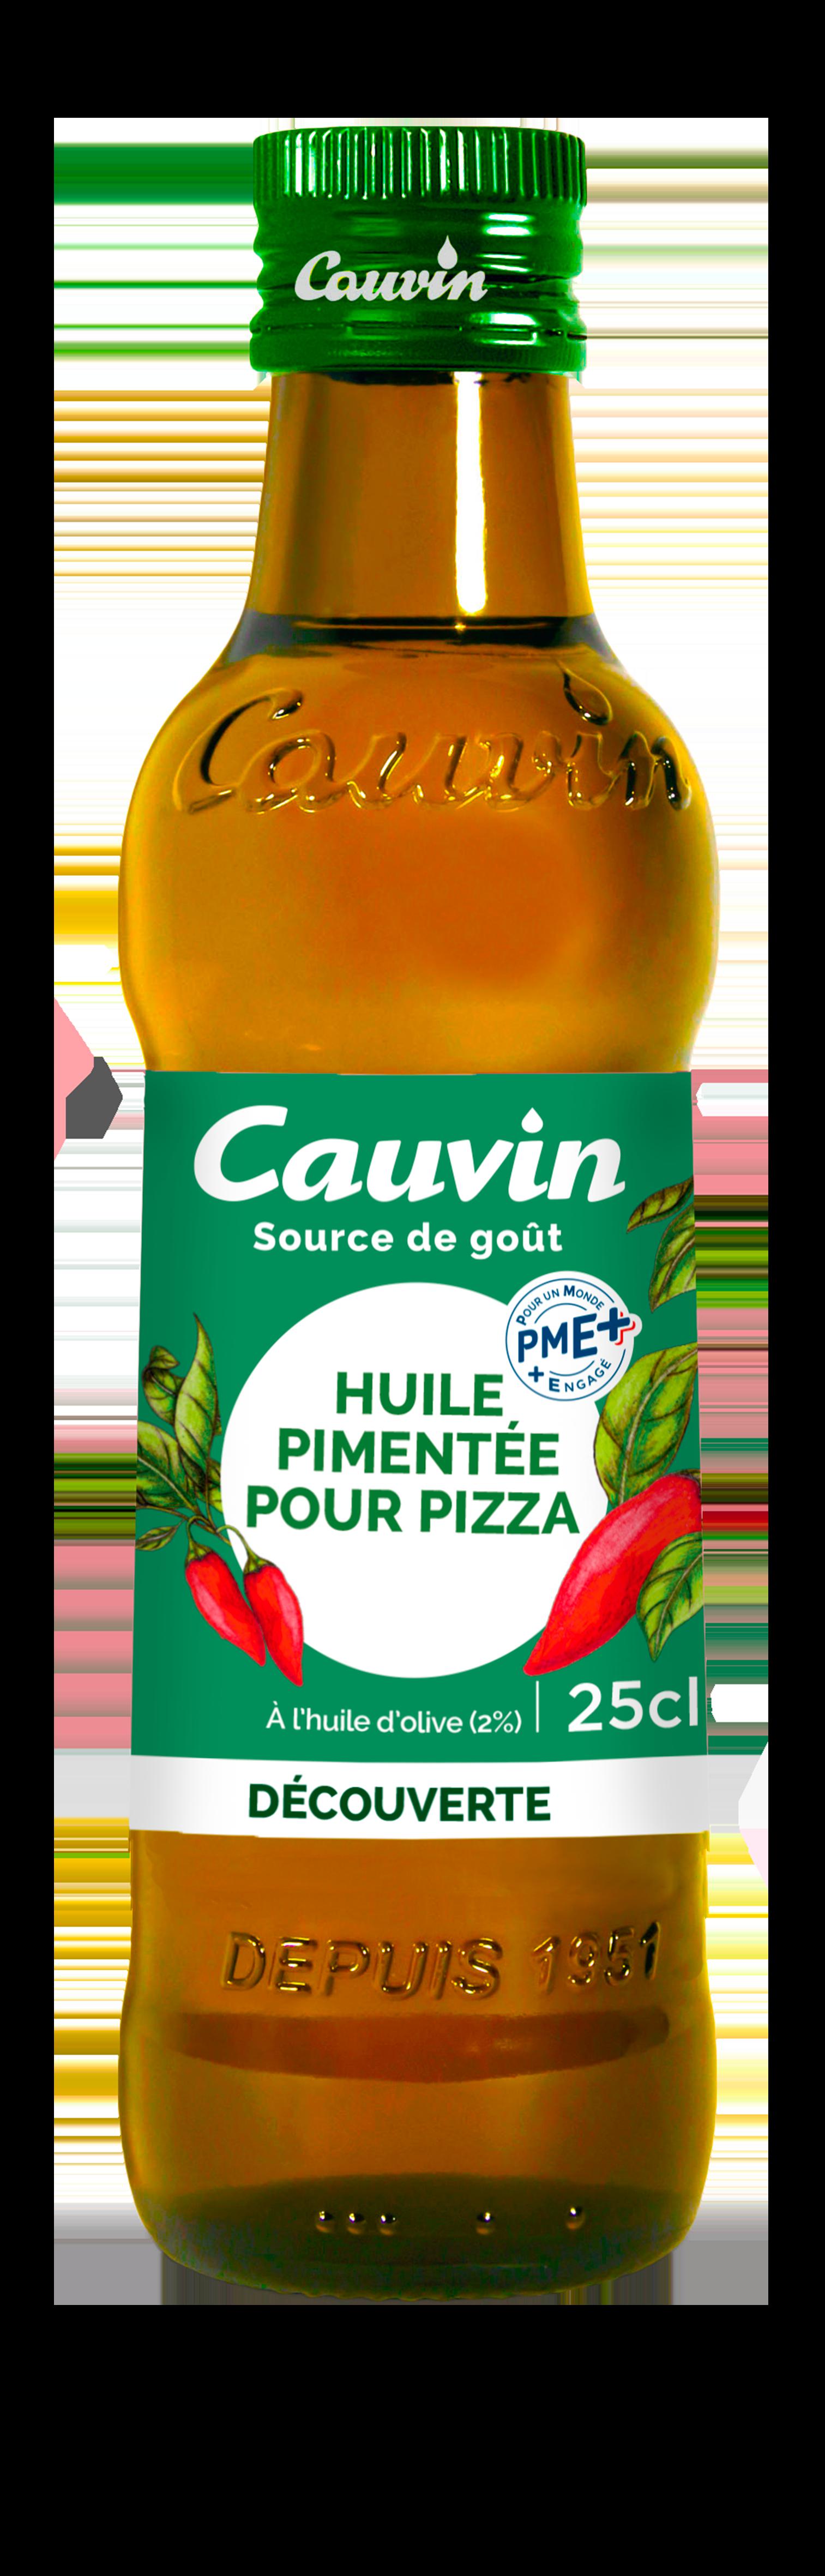 Cauvin
Cauvin
Cauvin
Source de goût
POUR UN MONDE
PME+
+ ENGAGÉ
HUILE
PIMENTÉE
POUR PIZZA
À l'huile d'olive (2%)
25cl
DÉCOUVERTE
DEPUIS 1951